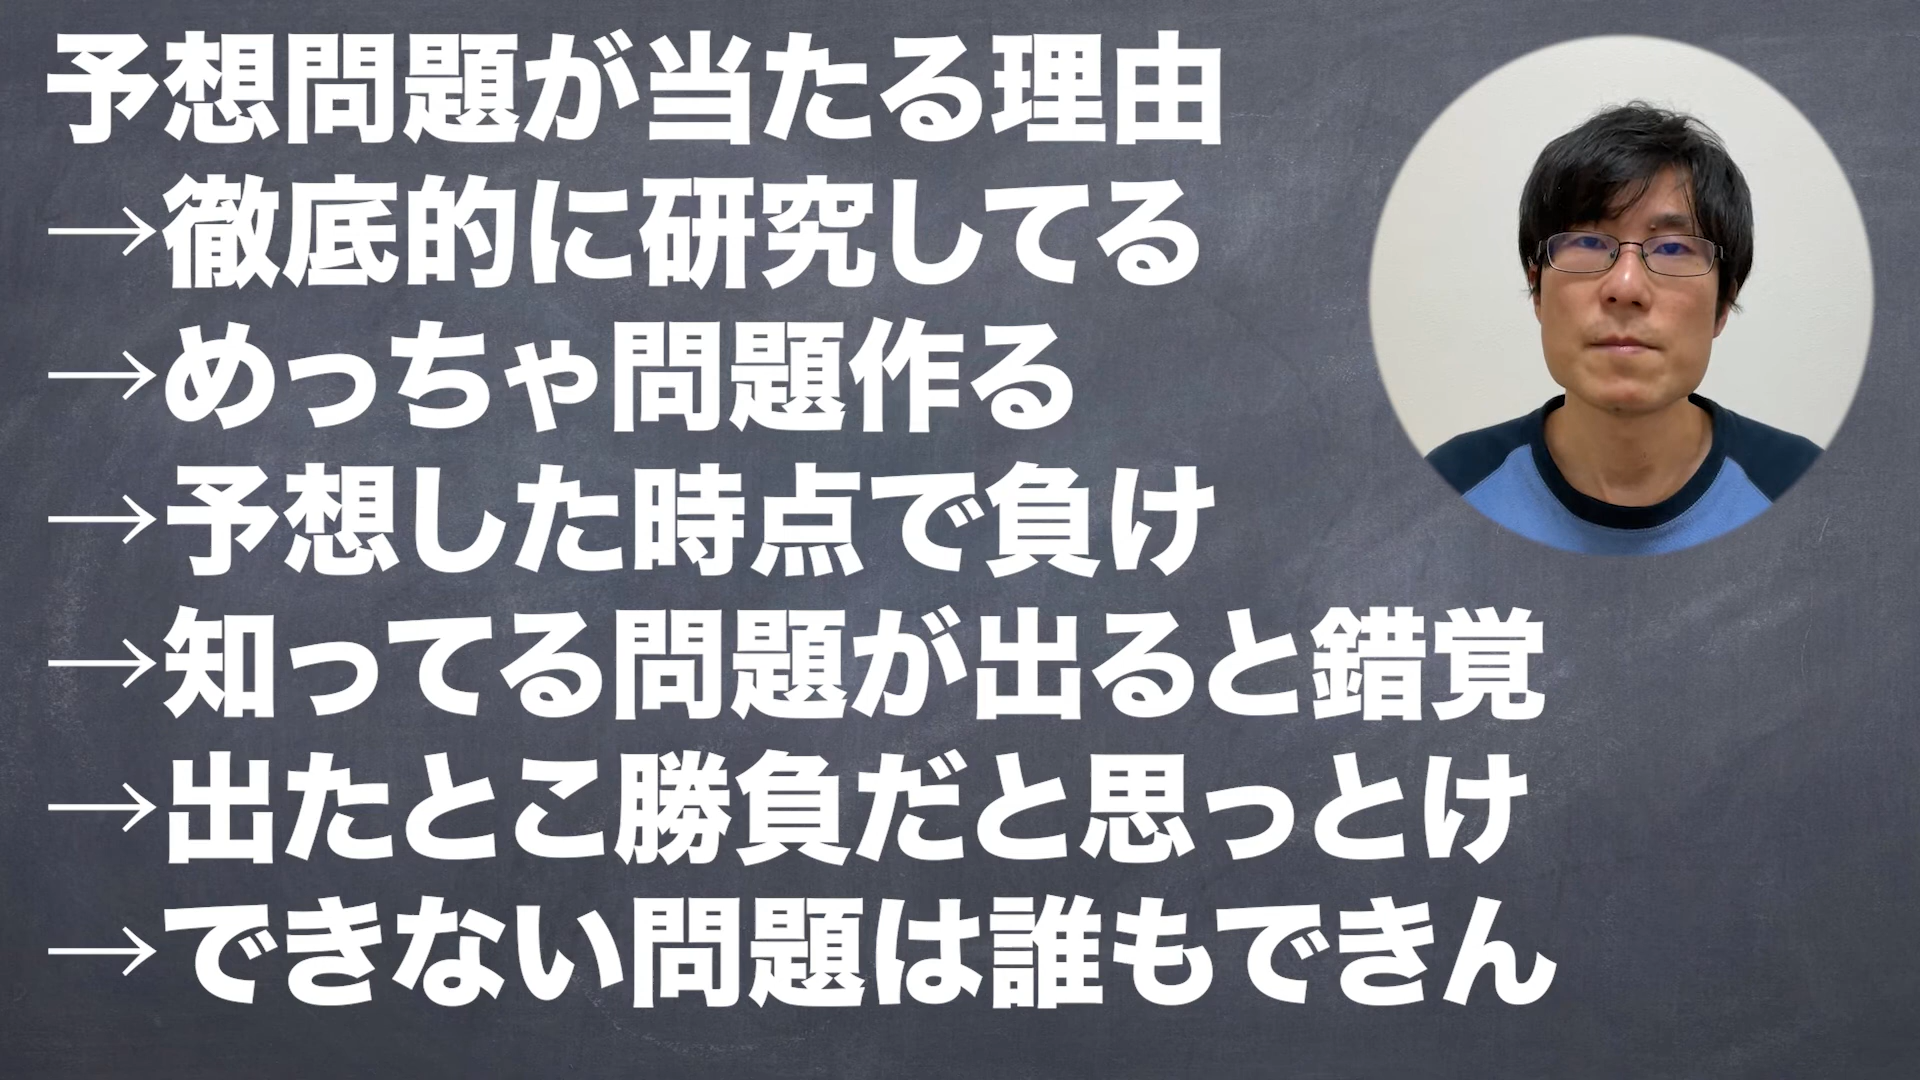 予想問題が当たる理由
→徹底的に研究してる
→めっちゃ問題作る
→予想した時点で負け
→知ってる問題が出ると錯覚
→出たとこ勝負だと思っとけ
→できない問題は誰もできん